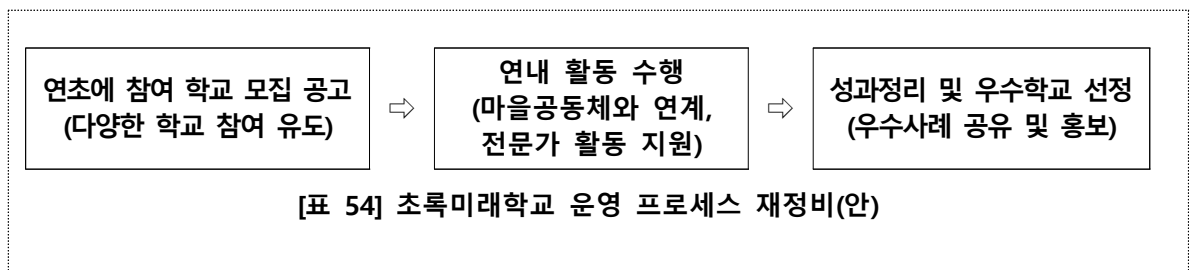 연초에 참여 학교 모집 공고
(다양한 학교 참여 유도)
⇨
연내 활동 수행
(마을공동체와 연계,
전문가 활동 지원)
⇨
성과정리 및 우수학교 선정
(우수사례 공유 및 홍보)
[표 54] 초록미래학교 운영 프로세스 재정비(안)